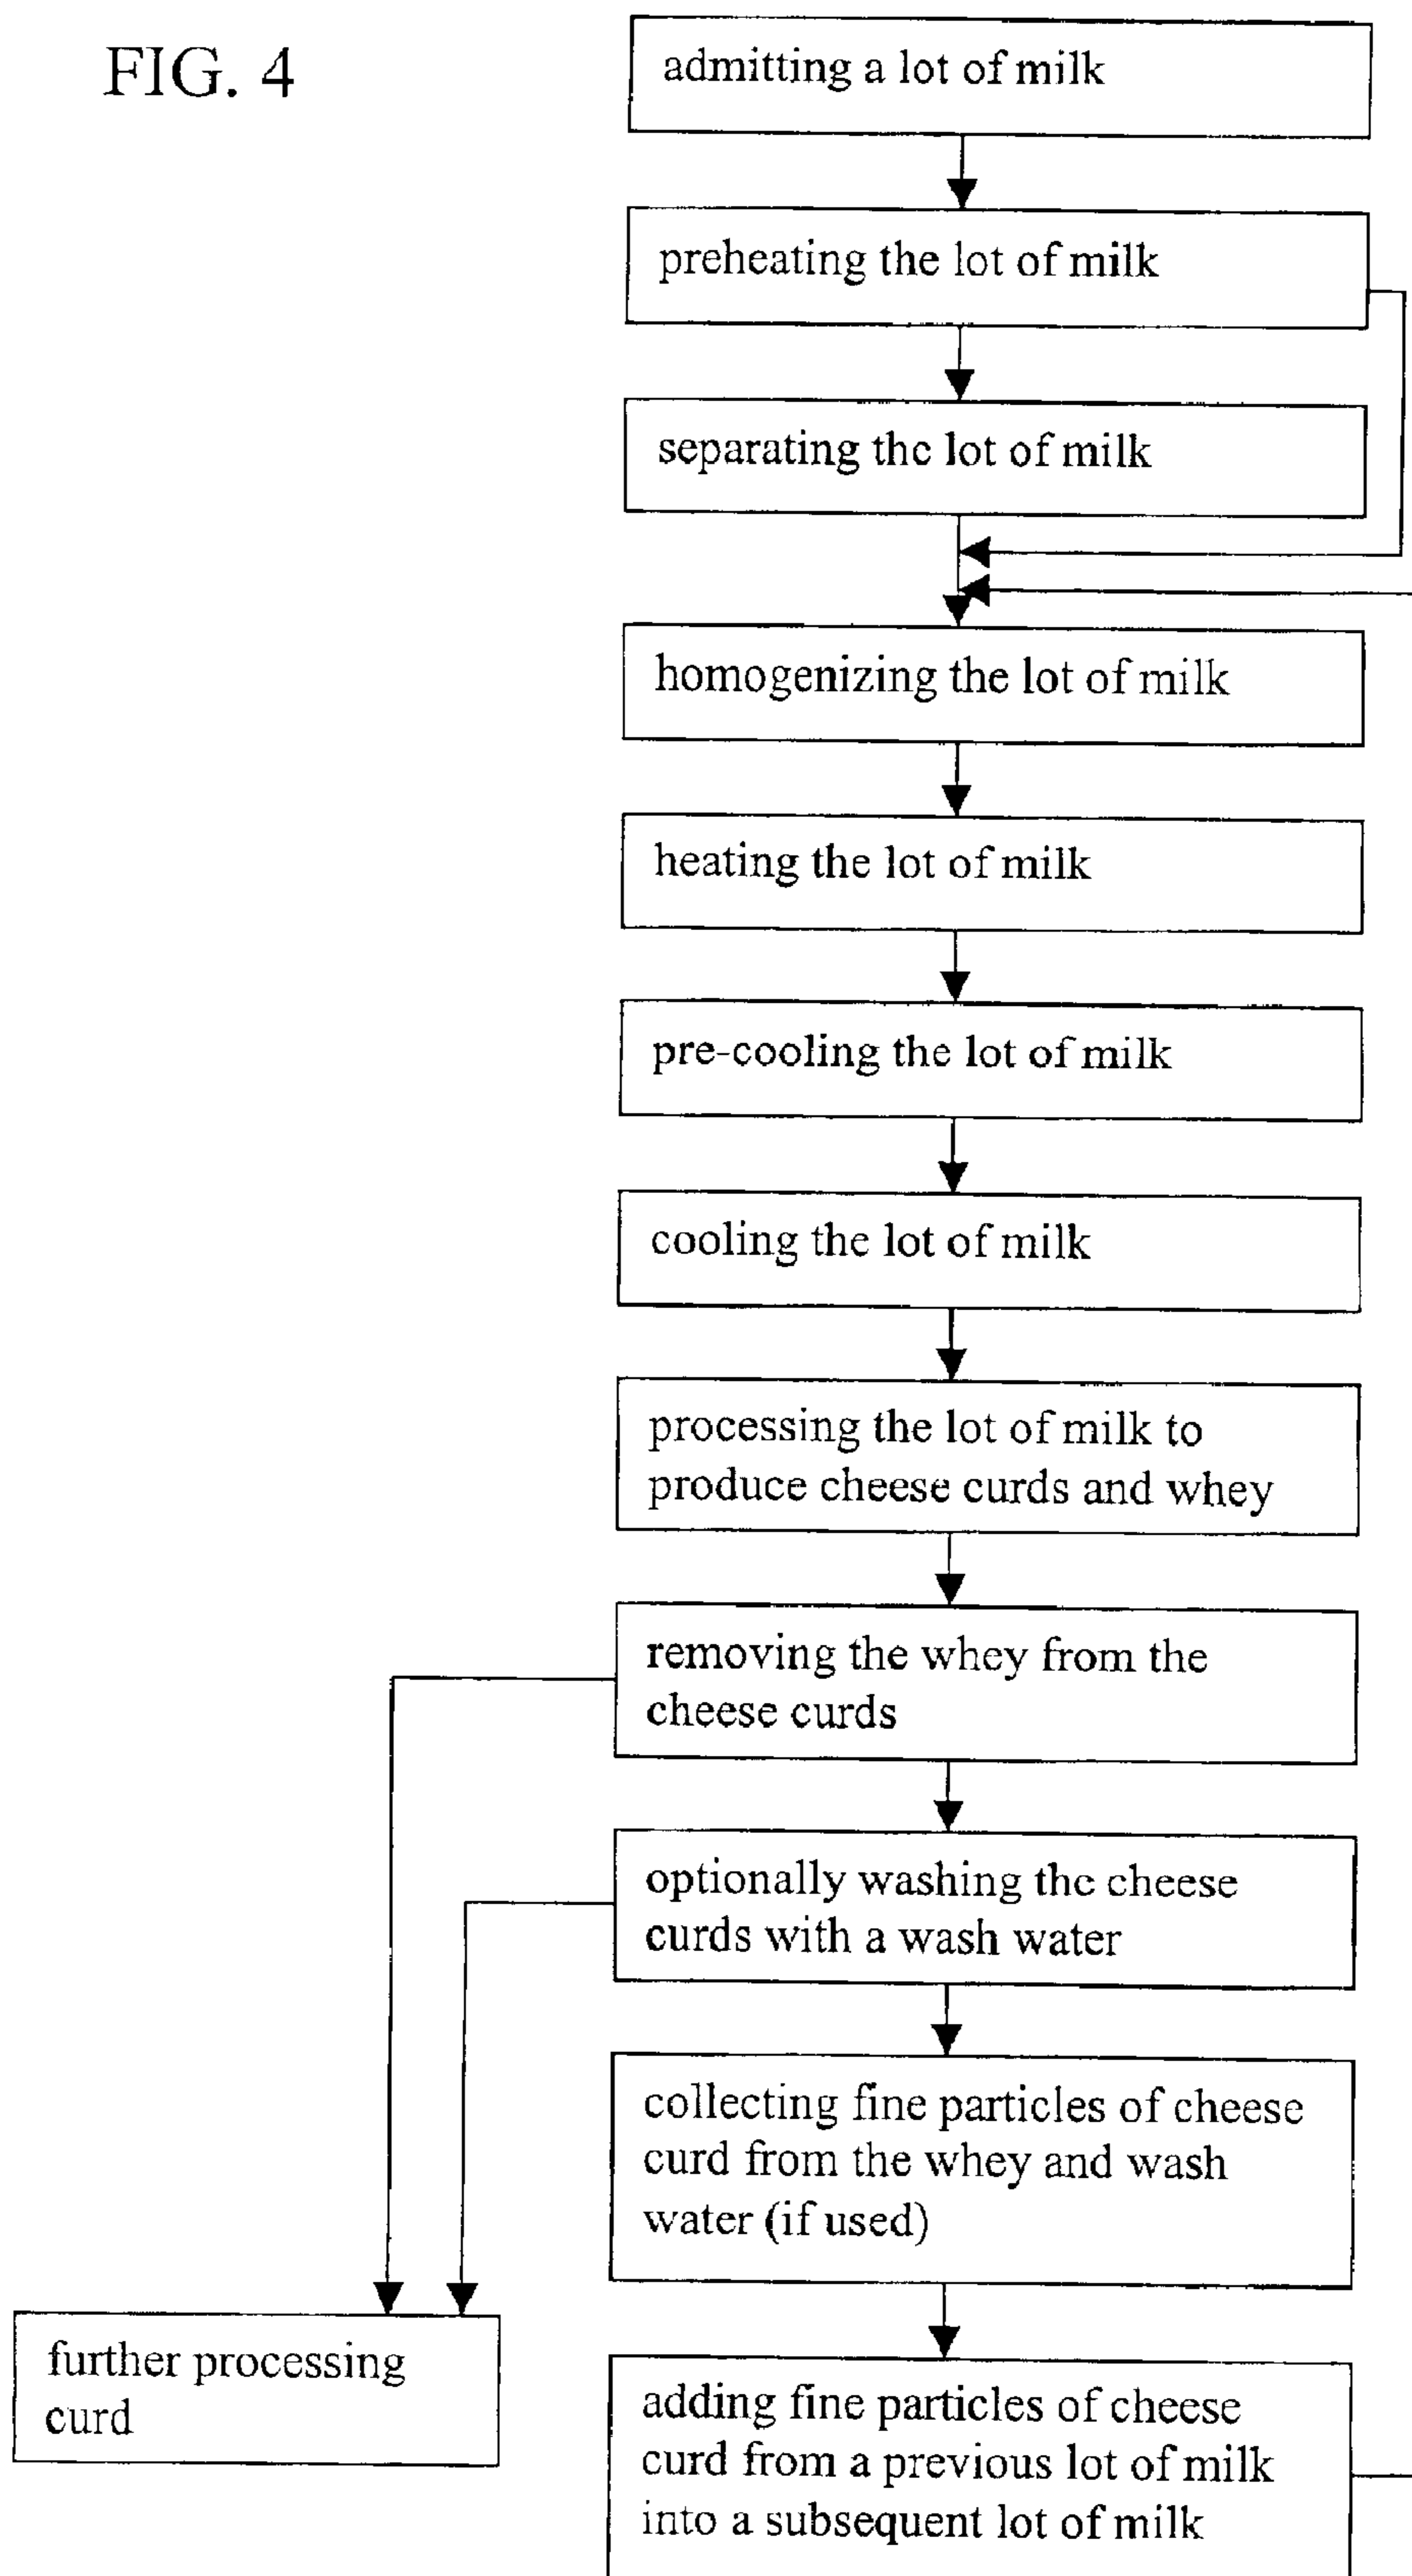 FIG. 4
admitting a lot of milk
preheating the lot of milk
separating the lot of milk
homogenizing the lot of milk
heating the lot of milk
pre-cooling the lot of milk
cooling the lot of milk
processing the lot of milk to
produce cheese curds and whey
removing the whey from the
cheese curds
optionally washing the cheese
curds with a wash water
collecting fine particles of cheese
curd from the whey and wash
water (if used)
further processing
curd
adding fine particles of cheese
curd from a previous lot of milk
into a subsequent lot of milk